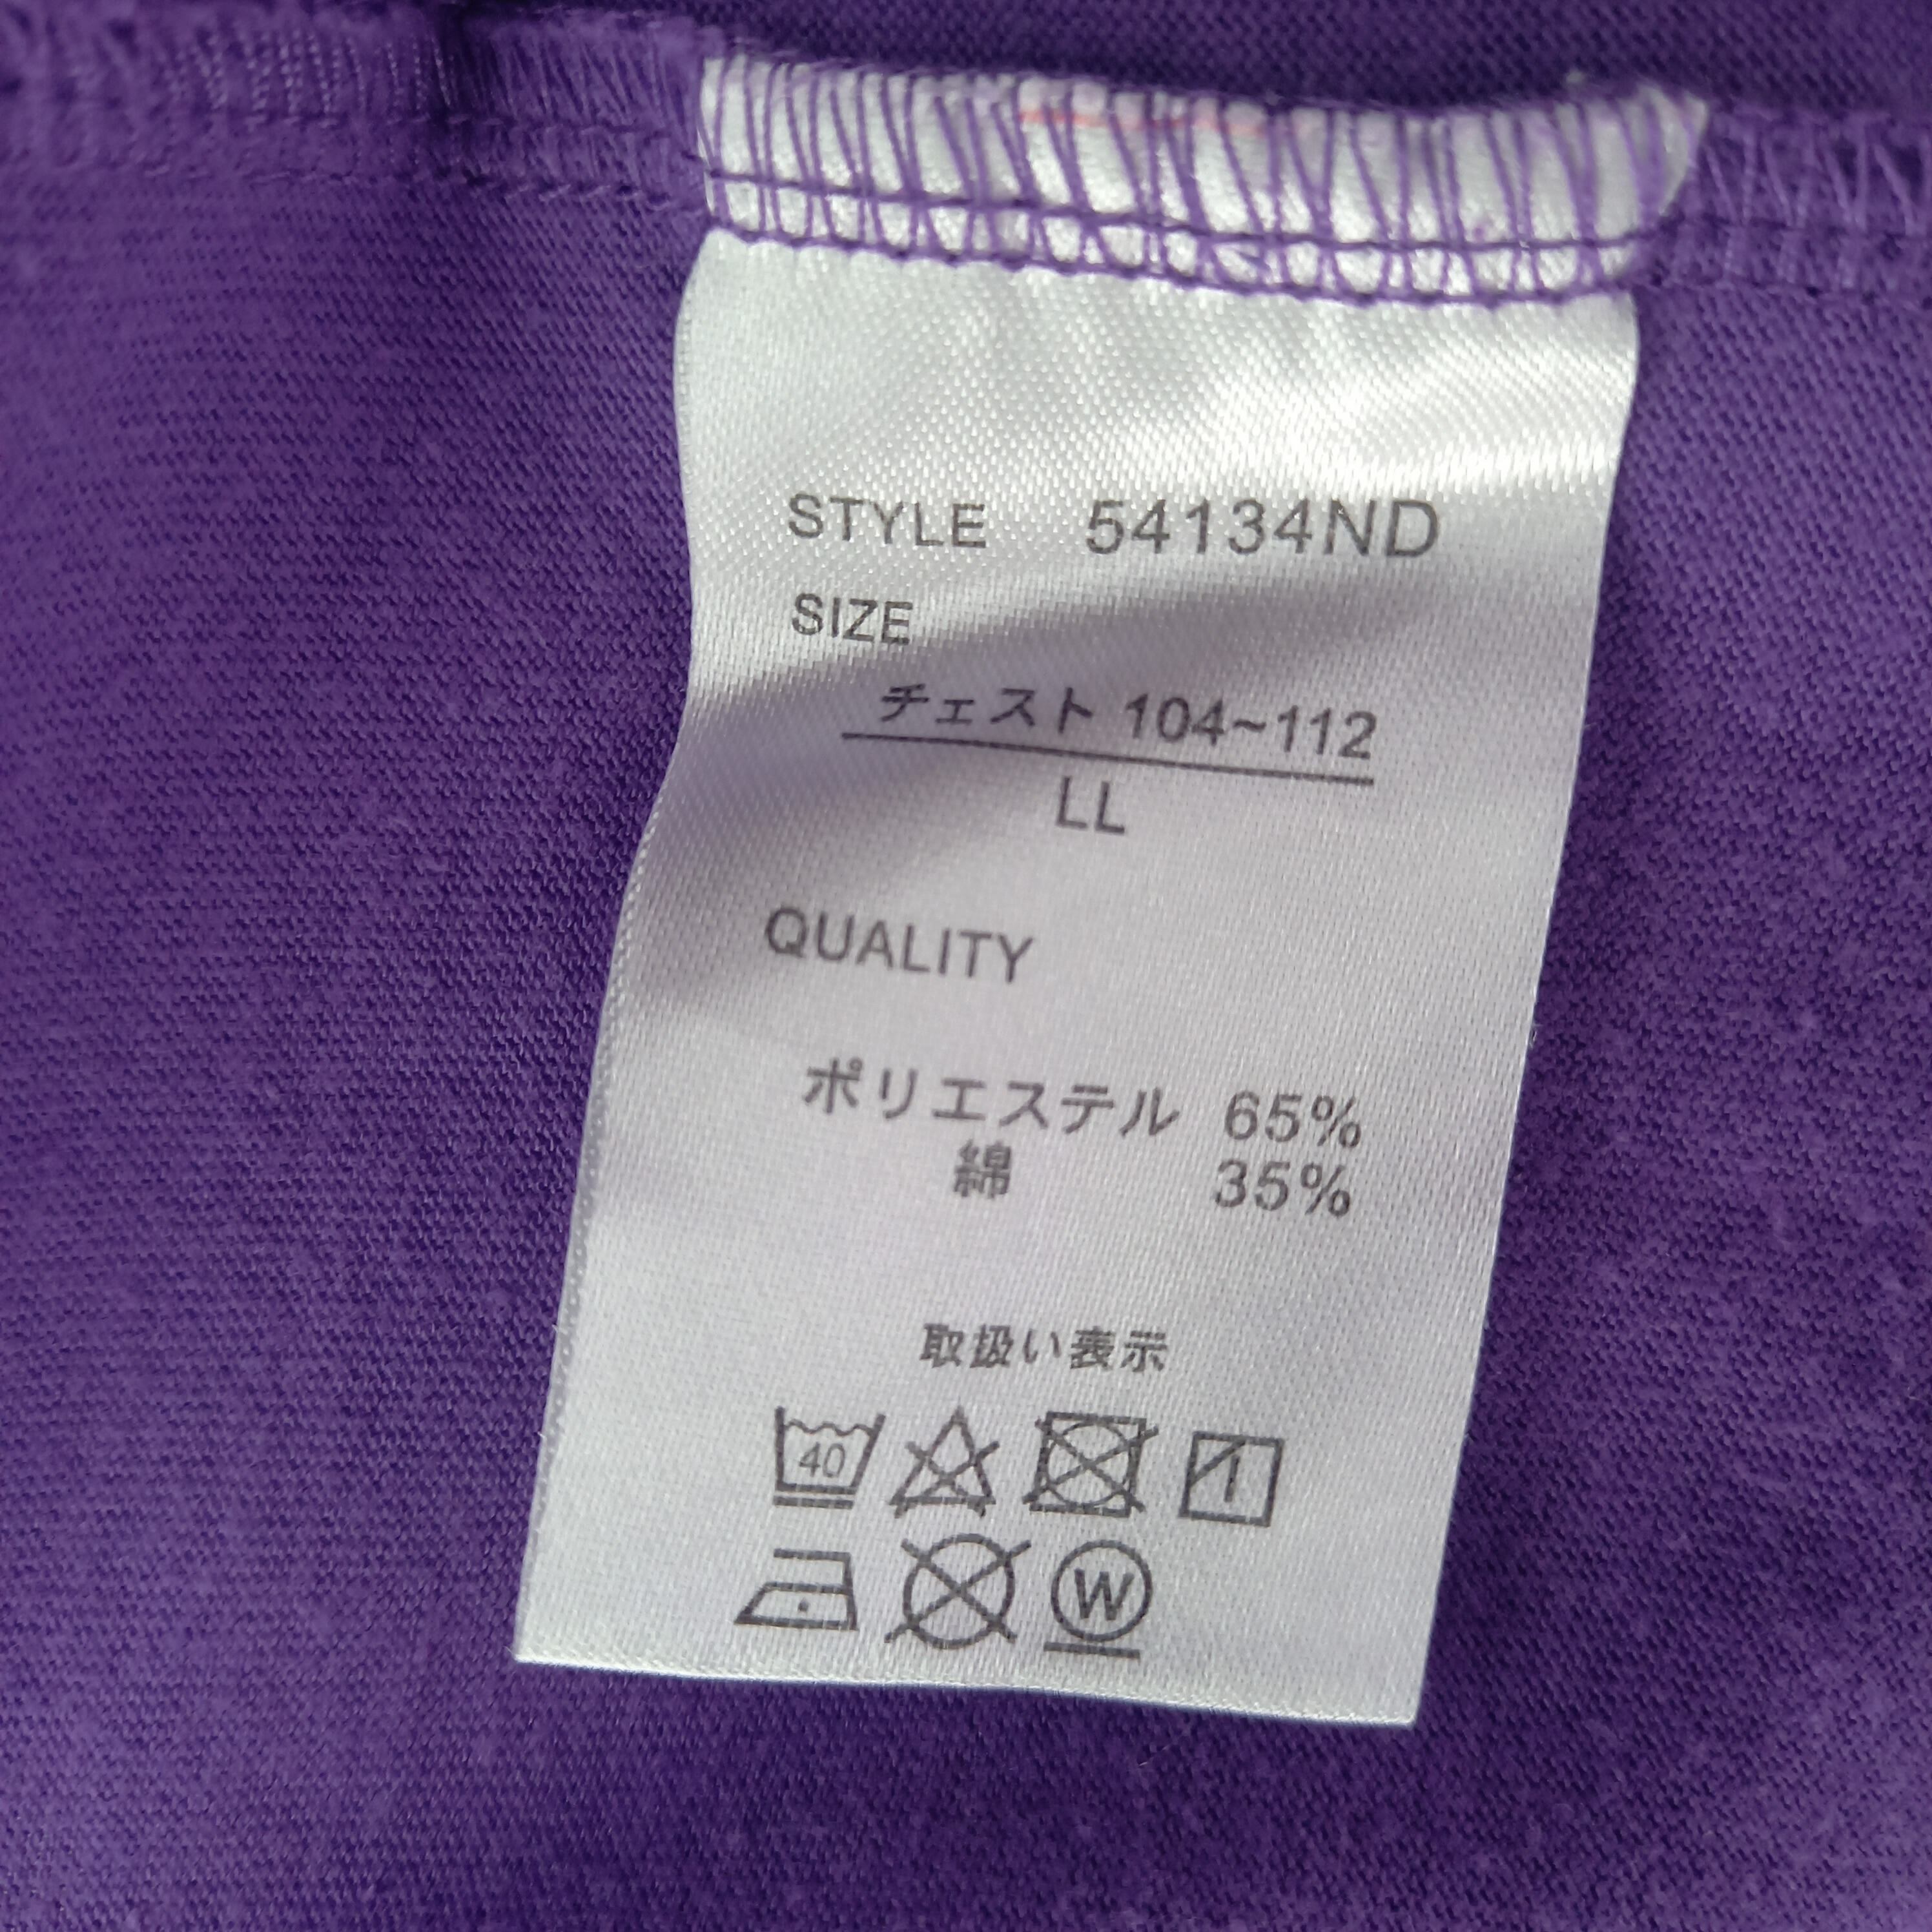 STYLE 54134ND
SIZE
チェスト 104~112
LL
QUALITY
ポリエステル 65%
綿 35%
取扱い表示
40
W